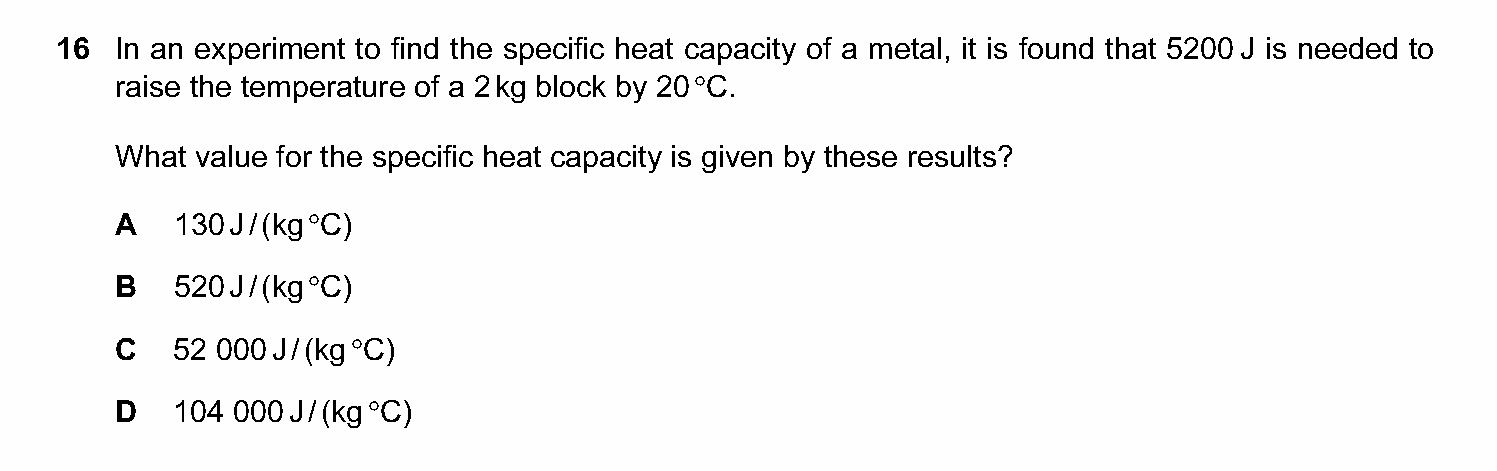 16 In an experiment to find the specific heat capacity of a metal, it is found that 5200 J is needed to
raise the temperature of a 2 kg block by 20 °C.
What value for the specific heat capacity is given by these results?
A 130 J / (kg °C)
B 520 J / (kg °C)
C 52 000 J / (kg °C)
D 104 000 J / (kg °C)